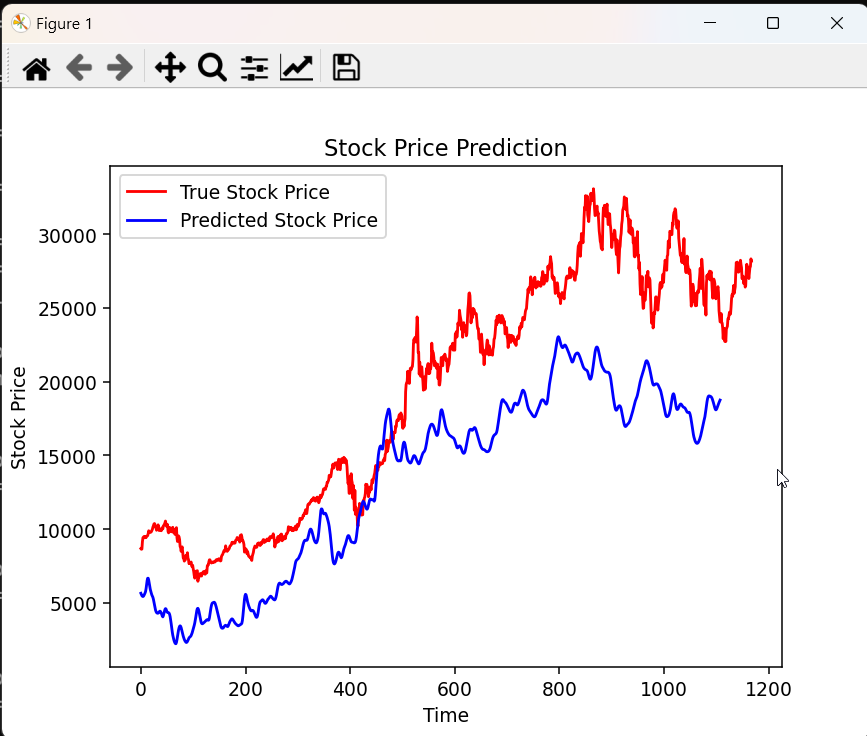 Figure 1
Stock Price Prediction
True Stock Price
Predicted Stock Price
30000
25000
20000
15000
10000
5000
Stock Price
0 200 400 600 800 1000 1200
Time